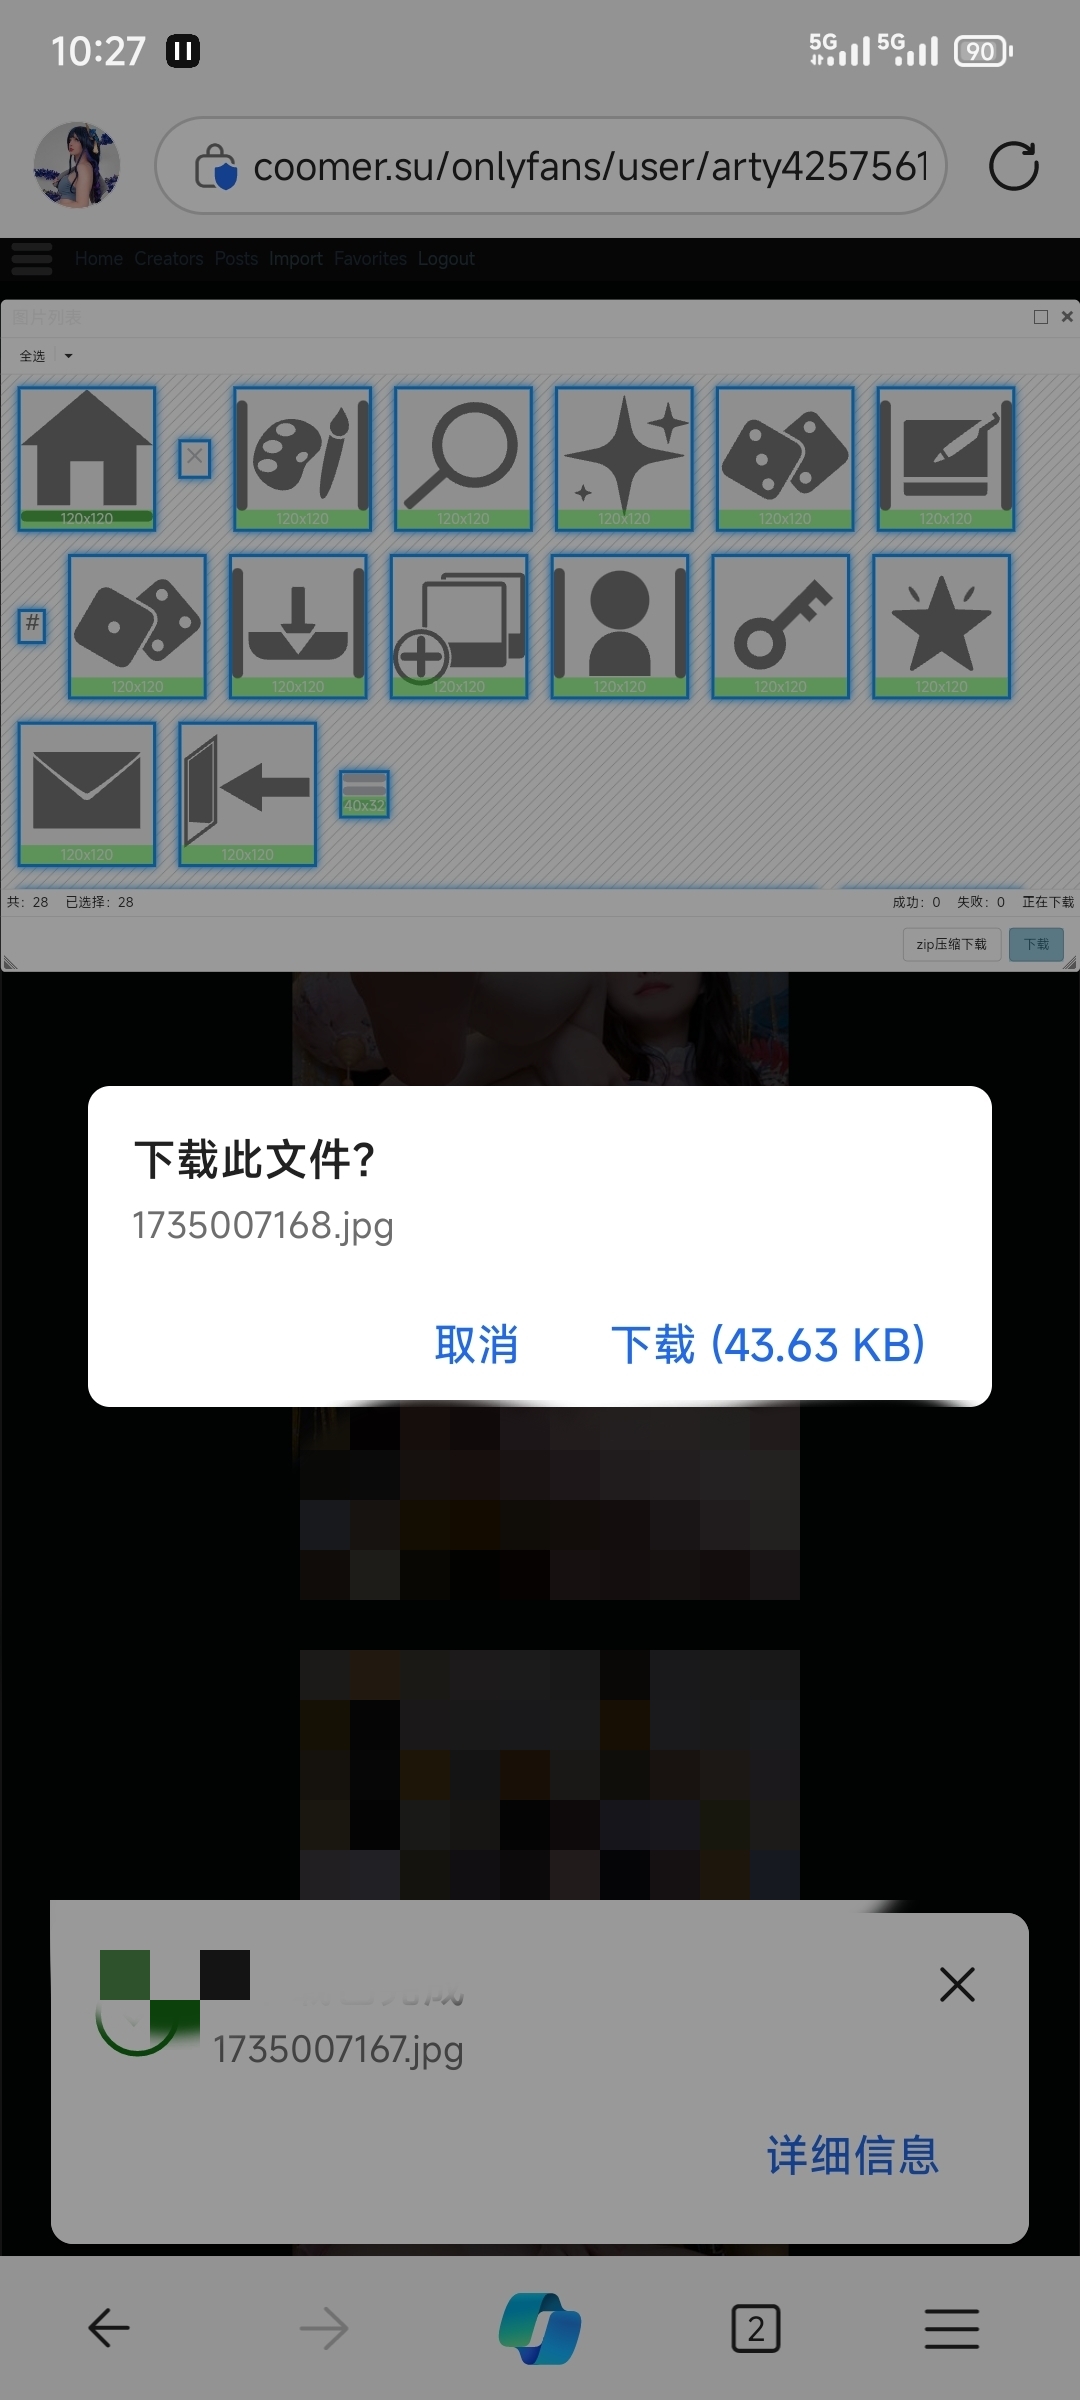 10:27
5G 5G 90
coomer.su/onlyfans/user/arty4257561
Home Creators Posts Import Favorites Logout
图片列表
全选
120x120 120x120 120x120 120x120 120x120 120x120
# 120x120 120x120 120x120 120x120 120x120 120x120
120x120 120x120 40x32
共: 28 已选择: 28 成功: 0 失败: 0 正在下载
zip压缩下载 下载
下载此文件?
1735007168.jpg
取消 下载 (43.63 KB)
1735007167.jpg
详细信息
2